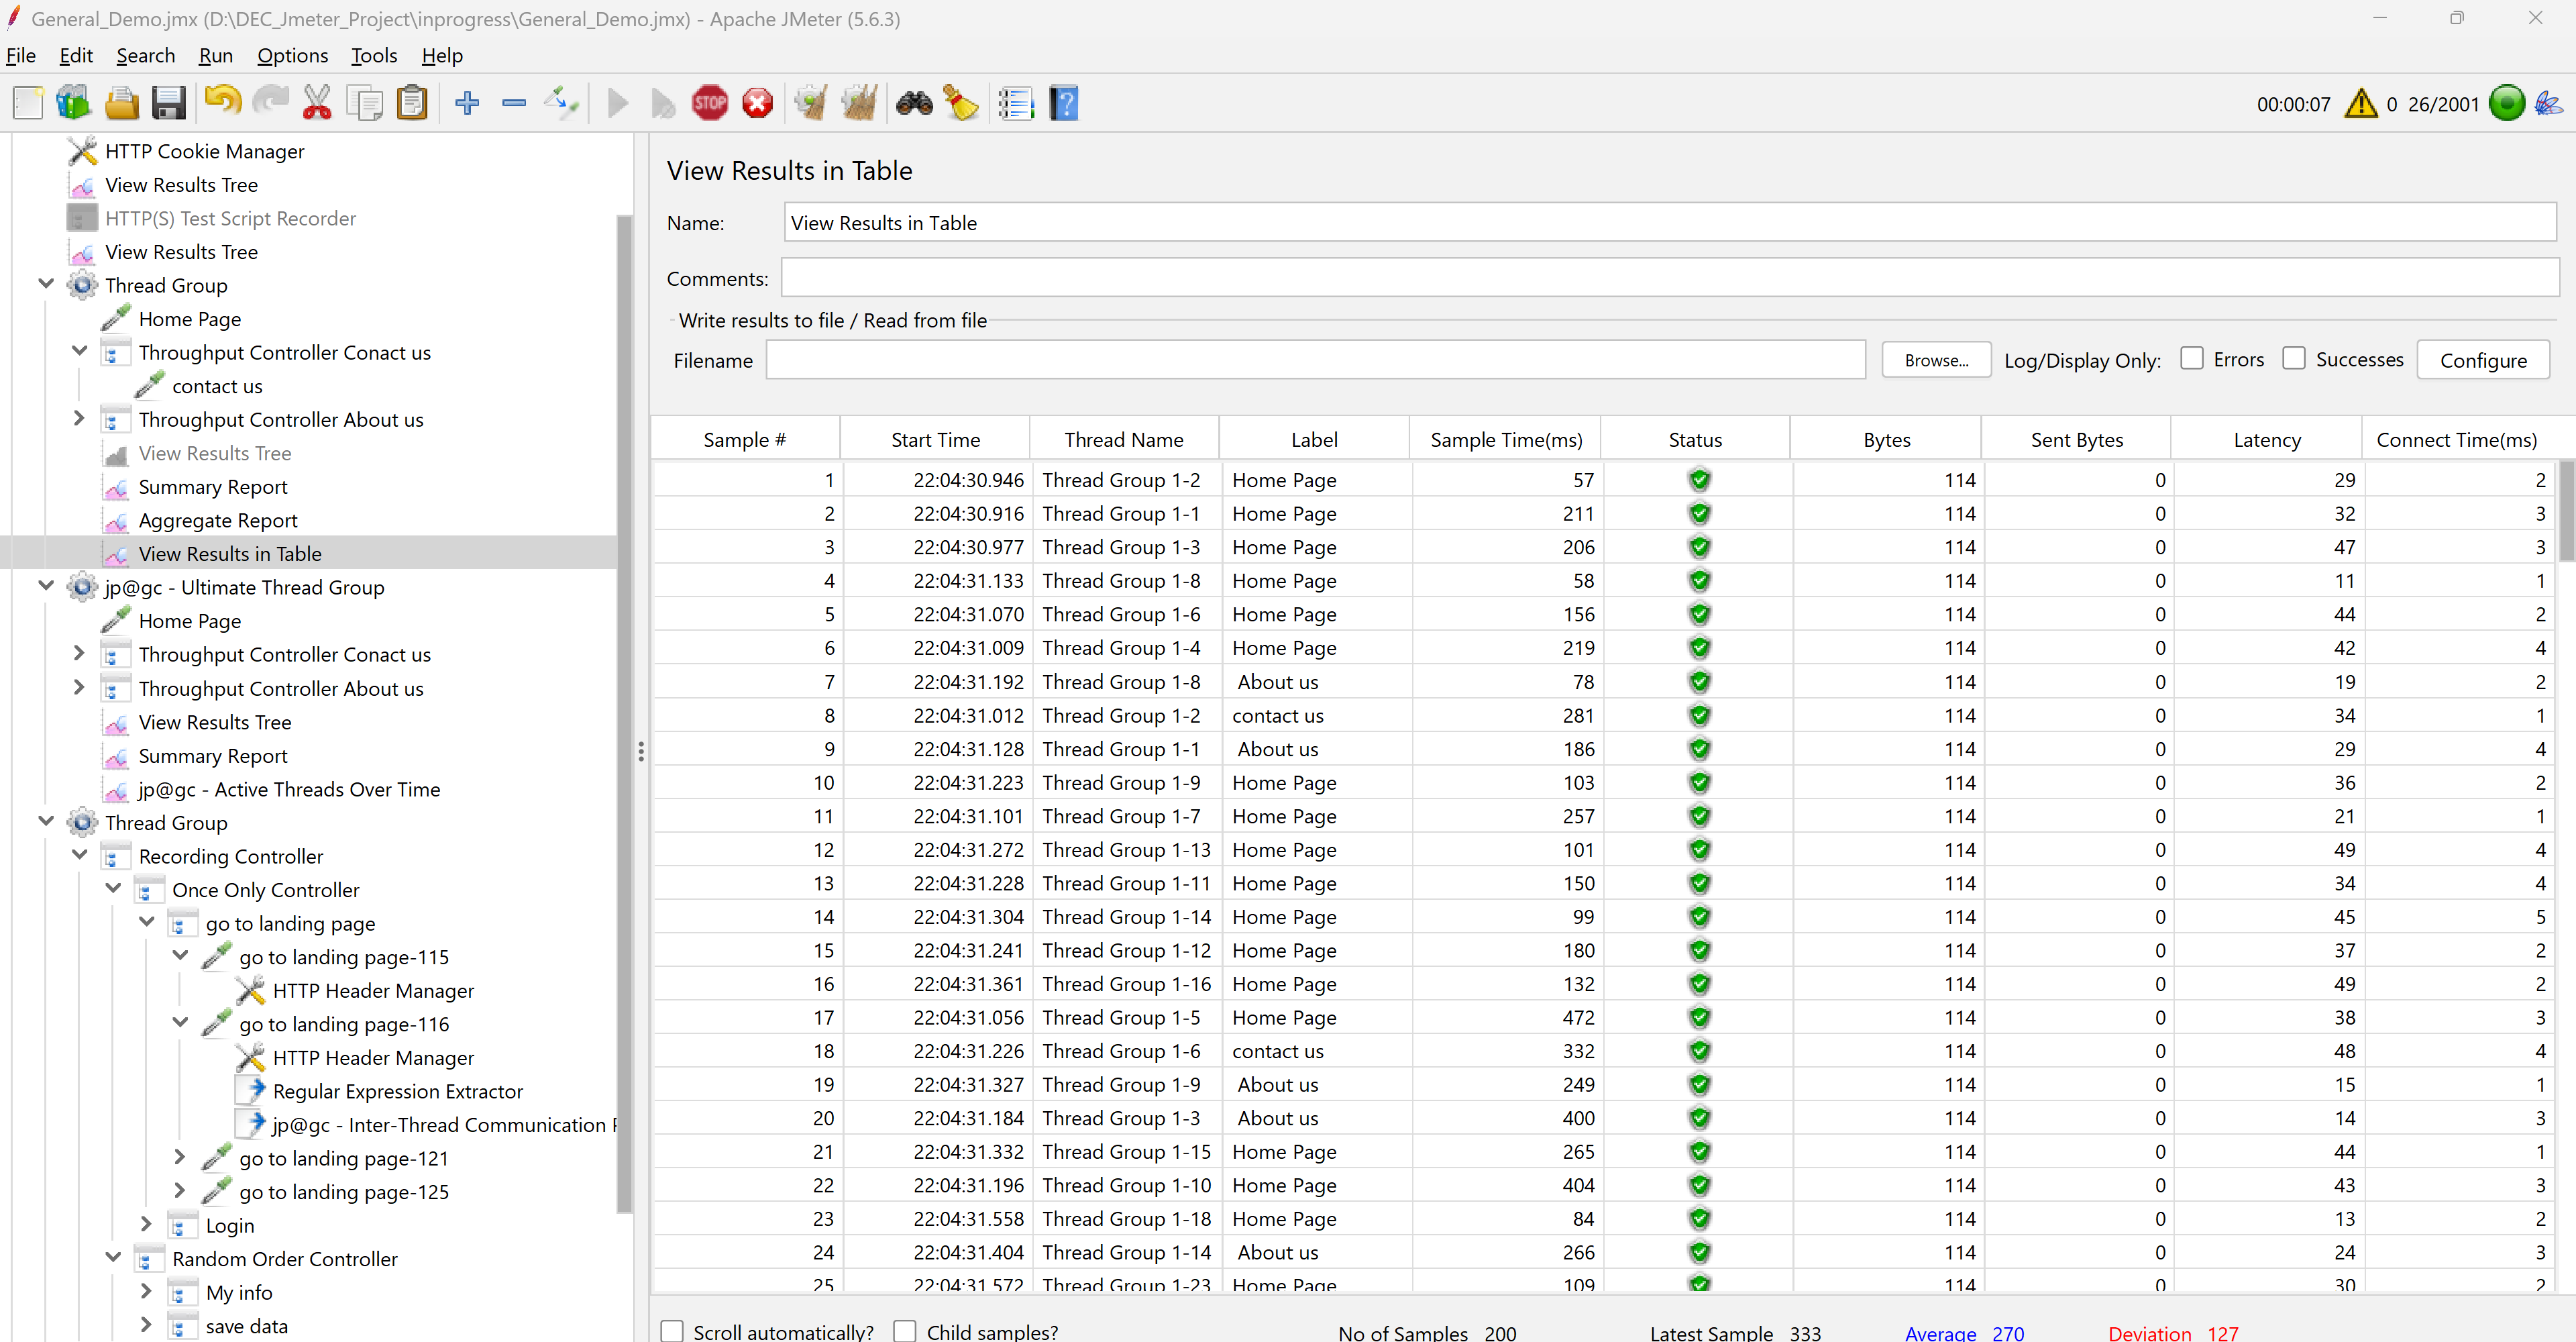 General_Demo.jmx (D:\DEC_Jmeter_Project\inprogress\General_Demo.jmx) - Apache JMeter (5.6.3)
File Edit Search Run Options Tools Help
STOP
00:00:07 0 26/2001
HTTP Cookie Manager
View Results Tree
HTTP(S) Test Script Recorder
View Results Tree
Thread Group
Home Page
Throughput Controller Conact us
contact us
Throughput Controller About us
View Results Tree
Summary Report
Aggregate Report
View Results in Table
jp@gc - Ultimate Thread Group
Home Page
Throughput Controller Conact us
Throughput Controller About us
View Results Tree
Summary Report
jp@gc - Active Threads Over Time
Thread Group
Recording Controller
Once Only Controller
go to landing page
go to landing page-115
HTTP Header Manager
go to landing page-116
HTTP Header Manager
Regular Expression Extractor
jp@gc - Inter-Thread Communication
go to landing page-121
go to landing page-125
Login
Random Order Controller
My info
save data
View Results in Table
Name: View Results in Table
Comments:
Write results to file / Read from file
Filename Browse... Log/Display Only: Errors Successes Configure
Sample # Start Time Thread Name Label Sample Time(ms) Status Bytes Sent Bytes Latency Connect Time(ms)
1 22:04:30.946 Thread Group 1-2 Home Page 57 114 0 29 2
2 22:04:30.916 Thread Group 1-1 Home Page 211 114 0 32 3
3 22:04:30.977 Thread Group 1-3 Home Page 206 114 0 47 3
4 22:04:31.133 Thread Group 1-8 Home Page 58 114 0 11 1
5 22:04:31.070 Thread Group 1-6 Home Page 156 114 0 44 2
6 22:04:31.009 Thread Group 1-4 Home Page 219 114 0 42 4
7 22:04:31.192 Thread Group 1-8 About us 78 114 0 19 2
8 22:04:31.012 Thread Group 1-2 contact us 281 114 0 34 1
9 22:04:31.128 Thread Group 1-1 About us 186 114 0 29 4
10 22:04:31.223 Thread Group 1-9 Home Page 103 114 0 36 2
11 22:04:31.101 Thread Group 1-7 Home Page 257 114 0 21 1
12 22:04:31.272 Thread Group 1-13 Home Page 101 114 0 49 4
13 22:04:31.228 Thread Group 1-11 Home Page 150 114 0 34 4
14 22:04:31.304 Thread Group 1-14 Home Page 99 114 0 45 5
15 22:04:31.241 Thread Group 1-12 Home Page 180 114 0 37 2
16 22:04:31.361 Thread Group 1-16 Home Page 132 114 0 49 2
17 22:04:31.056 Thread Group 1-5 Home Page 472 114 0 38 3
18 22:04:31.226 Thread Group 1-6 contact us 332 114 0 48 4
19 22:04:31.327 Thread Group 1-9 About us 249 114 0 15 1
20 22:04:31.184 Thread Group 1-3 About us 400 114 0 14 3
21 22:04:31.332 Thread Group 1-15 Home Page 265 114 0 44 1
22 22:04:31.196 Thread Group 1-10 Home Page 404 114 0 43 3
23 22:04:31.558 Thread Group 1-18 Home Page 84 114 0 13 2
24 22:04:31.404 Thread Group 1-14 About us 266 114 0 24 3
25 22:04:31.572 Thread Group 1-23 Home Page 109 114 0 30 2
Scroll automatically? Child samples? No of Samples 200 Latest Sample 333 Average 270 Deviation 127